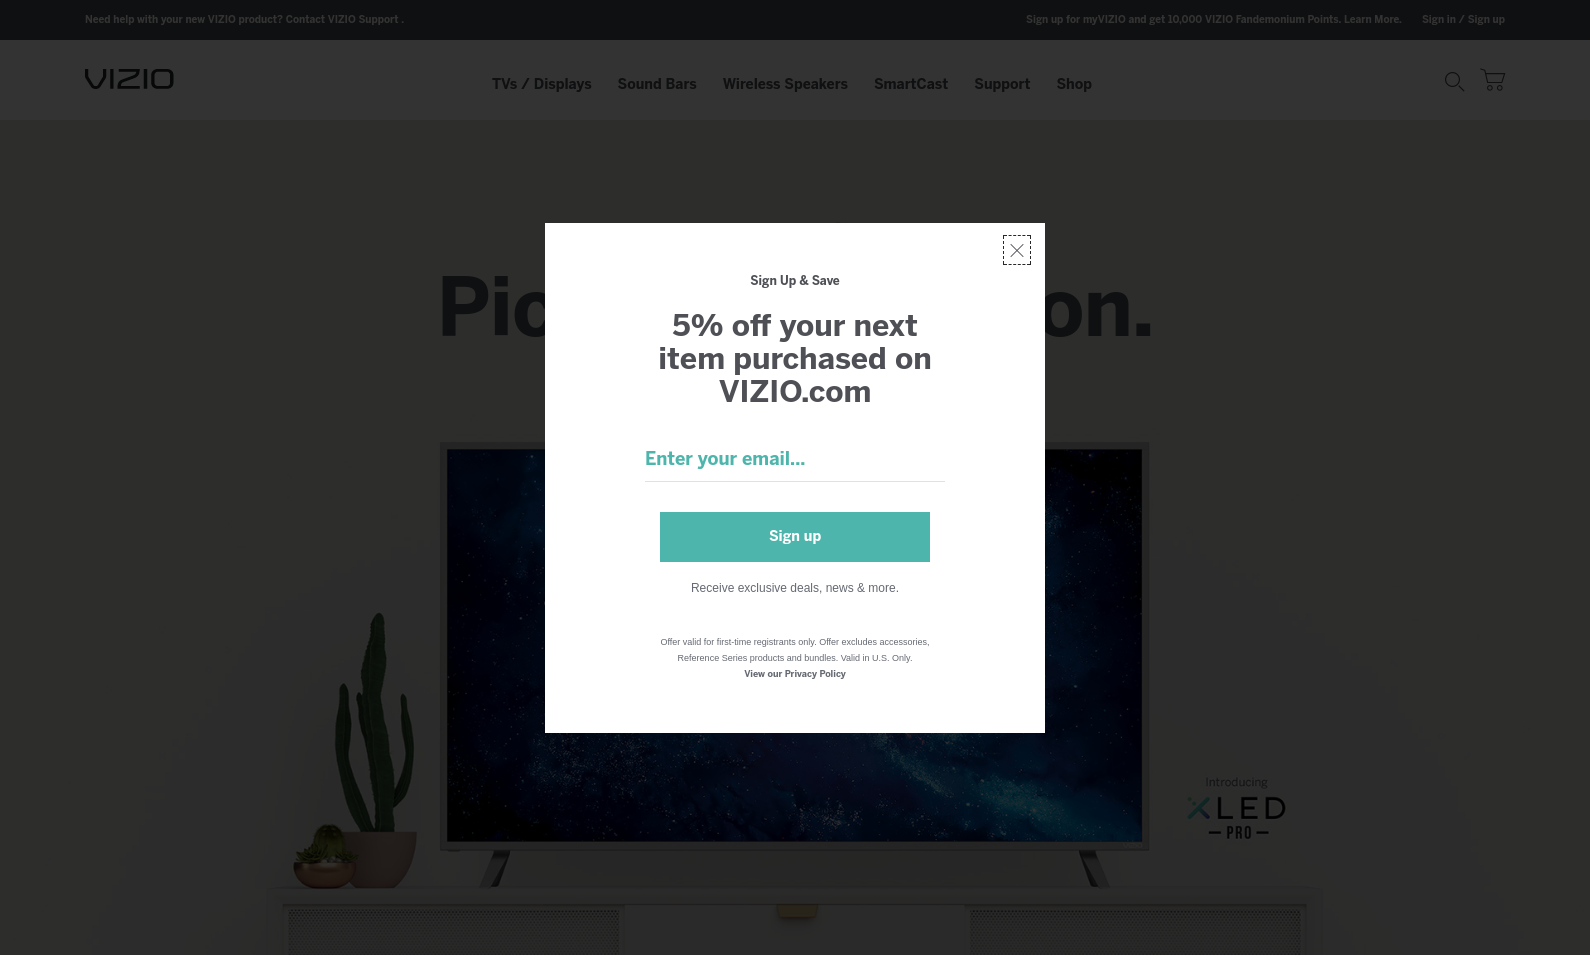 Need help with your new VIZIO product? Contact VIZIO Support .
Sign up for myVIZIO and get 10,000 VIZIO Fandemonium Points. Learn More.
Sign in / Sign up
VIZIO
TVs / Displays
Sound Bars
Wireless Speakers
SmartCast
Support
Shop
Sign Up & Save
5% off your next
item purchased on
VIZIO.com
Enter your email...
Sign up
Receive exclusive deals, news & more.
Offer valid for first-time registrants only. Offer excludes accessories,
Reference Series products and bundles. Valid in U.S. Only.
View our Privacy Policy
Introducing
XLED
PRO